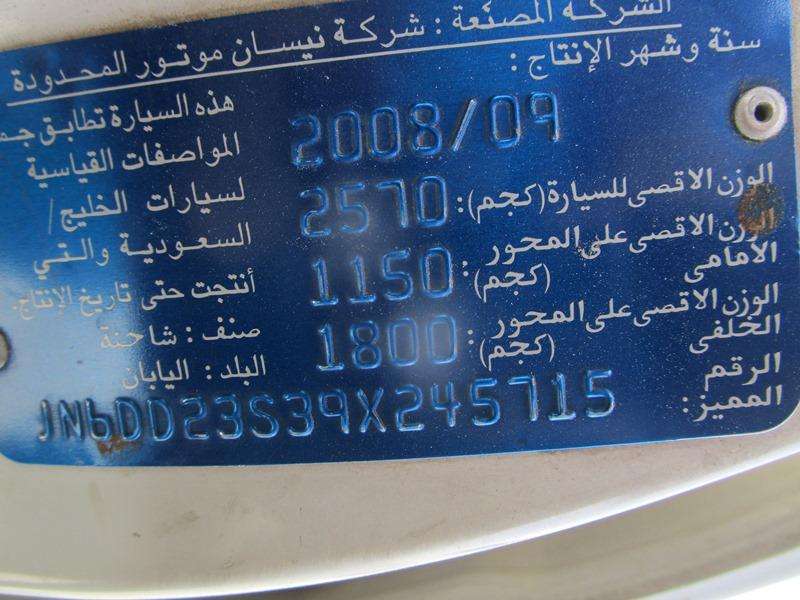 الشركة المصنعة : شركة نيسان موتور المحدودة
سنة وشهر الإنتاج :
2008/09
الوزن الاقصى للسيارة (كجم): 2570
الوزن الاقصى على المحور
الأمامى (كجم): 1150
الوزن الاقصى على المحور
الخلفى (كجم): 1800
الرقم
المميز: JN6DD23S39X245715
هذه السيارة تطابق
المواصفات القياسية
لسيارات الخليج/
السعودية والتي
أنتجت حتى تاريخ الإنتاج.
صنف : شاحنة
البلد : اليابان